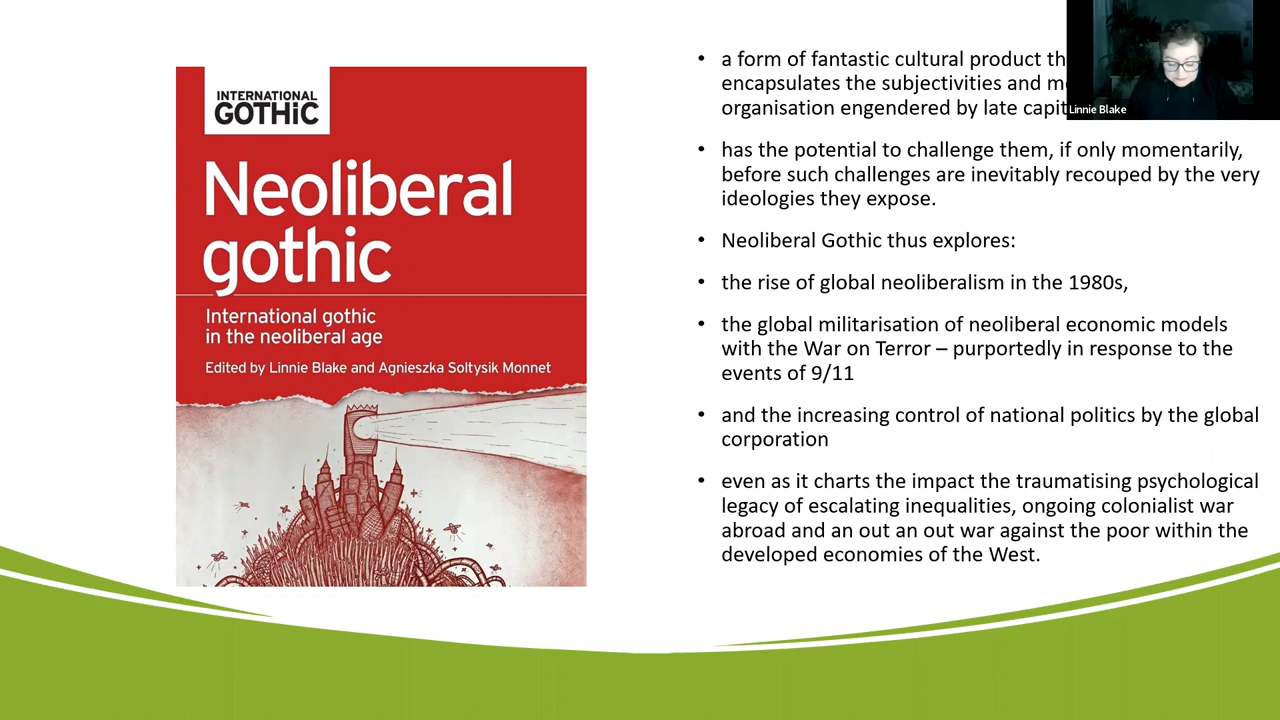 INTERNATIONAL
GOTHIC
Neoliberal
gothic
International gothic
in the neoliberal age
Edited by Linnie Blake and Agnieszka Soltysik Monnet
• a form of fantastic cultural product
encapsulates the subjectivities and
organisation engendered by late
• has the potential to challenge them, if only momentarily,
before such challenges are inevitably recouped by the very
ideologies they expose.
• Neoliberal Gothic thus explores:
• the rise of global neoliberalism in the 1980s,
• the global militarisation of neoliberal economic models
with the War on Terror – purportedly in response to the
events of 9/11
• and the increasing control of national politics by the global
corporation
• even as it charts the impact the traumatising psychological
legacy of escalating inequalities, ongoing colonialist war
abroad and an out an out war against the poor within the
developed economies of the West.
Linnie Blake